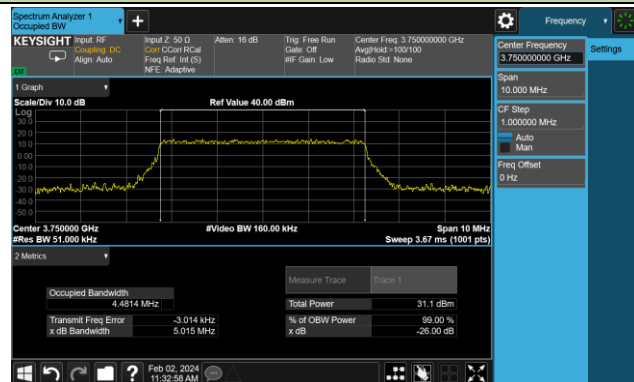 Spectrum Analyzer 1
Occupied BW
Frequency
KEYSIGHT
Input: RF
Coupling: DC
Align: Auto
Input Z: 50 Ω
Corr CCorr RCal
Freq Ref: Int (S)
NFE: Adaptive
Atten: 16 dB
Trig: Free Run
Gate: Off
#IF Gain: Low
Center Freq: 3.750000000 GHz
Avg|Hold:>100/100
Radio Std: None
Center Frequency
3.750000000 GHz
Settings
Span
10.000 MHz
CF Step
1.000000 MHz
Auto
Man
Freq Offset
0 Hz
1 Graph
Scale/Div 10.0 dB
Ref Value 40.00 dBm
Log
30.0
20.0
10.0
0.00
-10.0
-20.0
-30.0
-40.0
-50.0
Center 3.750000 GHz
#Video BW 160.00 kHz
Span 10 MHz
#Res BW 51.000 kHz
Sweep 3.67 ms (1001 pts)
2 Metrics
Measure Trace
Trace 1
Occupied Bandwidth
4.4814 MHz
Total Power
31.1 dBm
Transmit Freq Error
-3.014 kHz
% of OBW Power
99.00 %
x dB Bandwidth
5.015 MHz
x dB
-26.00 dB
Feb 02, 2024
11:32:58 AM